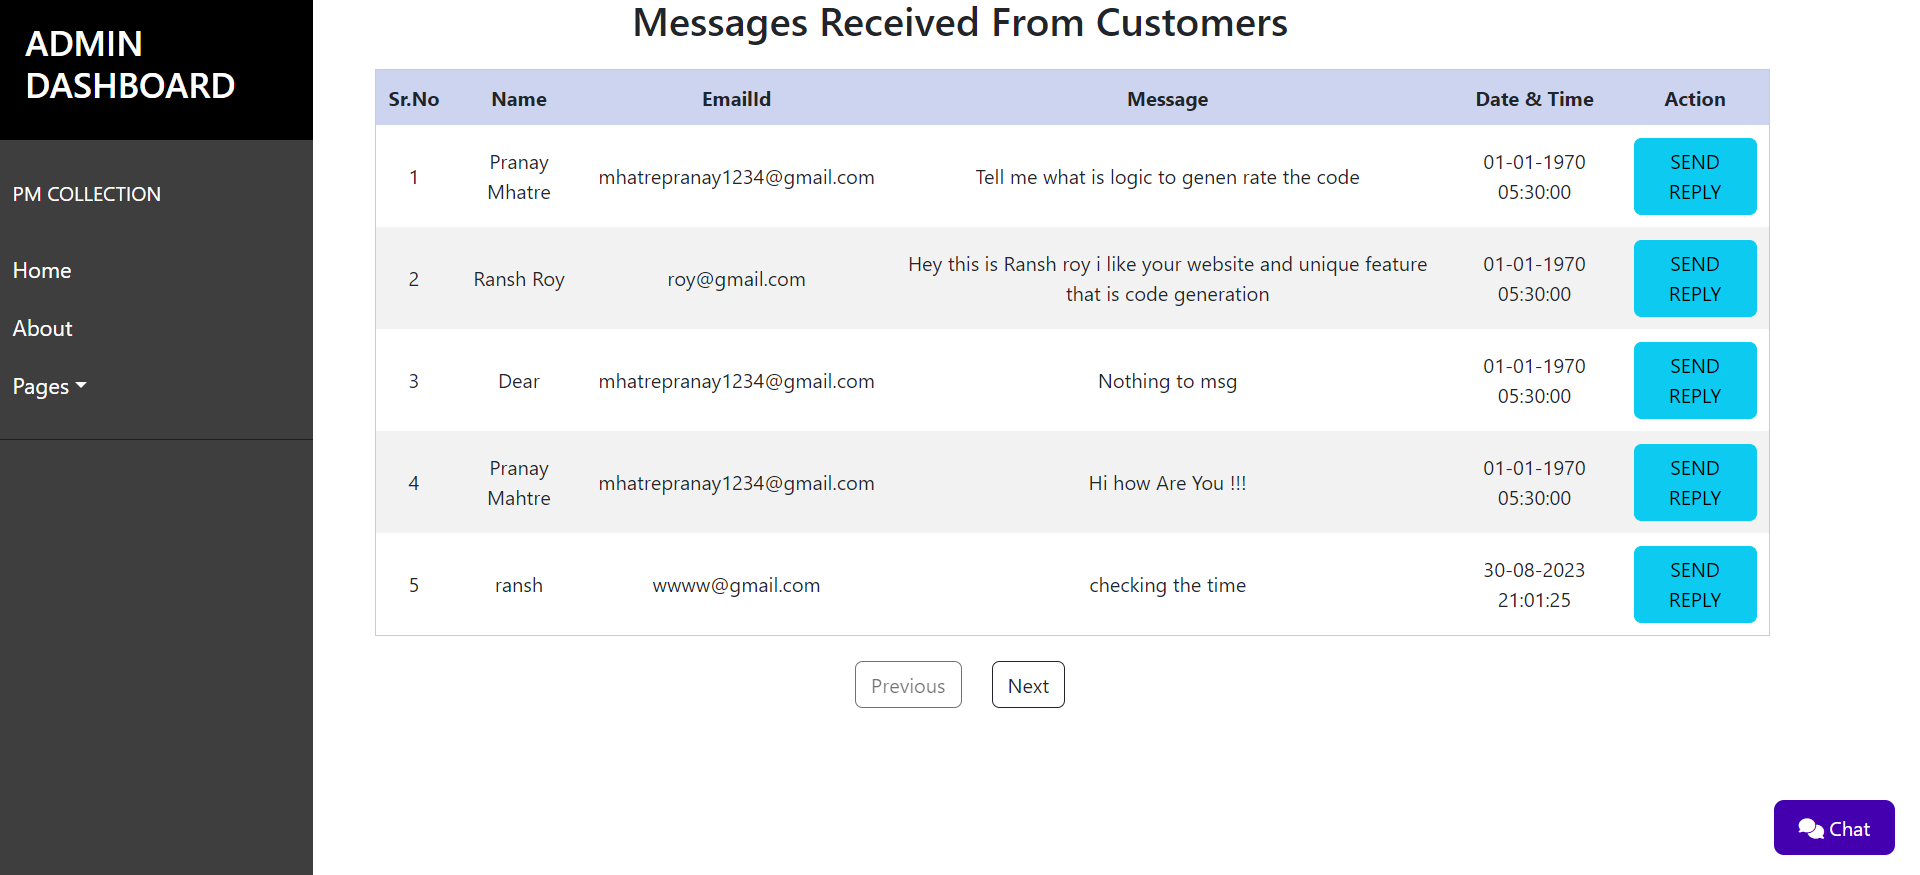 ADMIN
DASHBOARD
PM COLLECTION
Home
About
Pages
Messages Received From Customers
Sr.No Name EmailId Message Date & Time Action
1 Pranay Mhatre mhatrepranay1234@gmail.com Tell me what is logic to genen rate the code 01-01-1970 05:30:00 SEND REPLY
2 Ransh Roy roy@gmail.com Hey this is Ransh roy i like your website and unique feature that is code generation 01-01-1970 05:30:00 SEND REPLY
3 Dear mhatrepranay1234@gmail.com Nothing to msg 01-01-1970 05:30:00 SEND REPLY
4 Pranay Mahtre mhatrepranay1234@gmail.com Hi how Are You !!! 01-01-1970 05:30:00 SEND REPLY
5 ransh wwww@gmail.com checking the time 30-08-2023 21:01:25 SEND REPLY
Previous Next
Chat